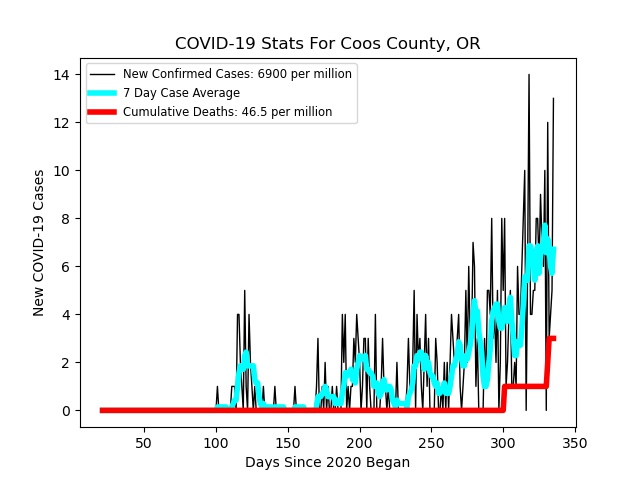 COVID-19 Stats For Coos County, OR
New Confirmed Cases: 6900 per million
7 Day Case Average
Cumulative Deaths: 46.5 per million
New COVID-19 Cases
14
12
10
8
6
4
2
0
50
100
150
200
250
300
350
Days Since 2020 Began